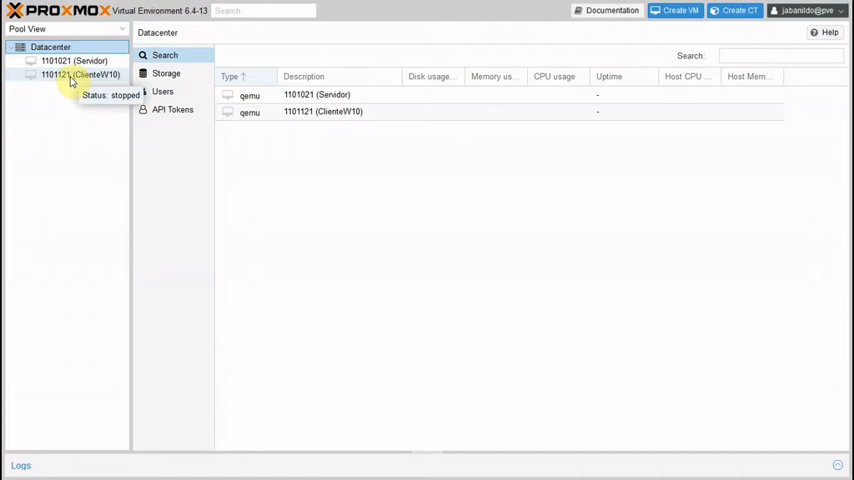 PROXMOX Virtual Environment 6.4-13 Search Documentation Create VM Create CT jabanildo@pve
Pool View Datacenter Help
Datacenter
1101021 (Servidor)
1101121 (ClienteW10)
Status: stopped
Search
Storage
Users
API Tokens
Search:
Type Description Disk usage... Memory us... CPU usage Uptime Host CPU ... Host Mem...
qemu 1101021 (Servidor) -
qemu 1101121 (ClienteW10) -
Logs